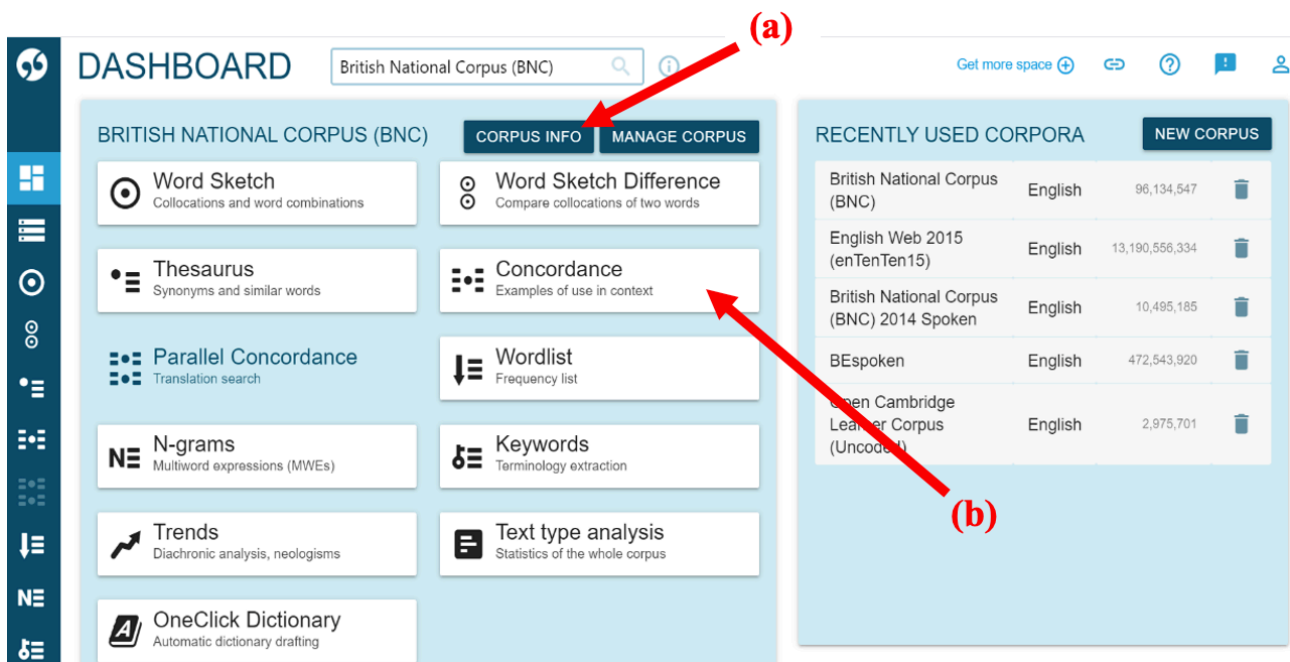 (a)
DASHBOARD
British National Corpus (BNC)
Get more space
BRITISH NATIONAL CORPUS (BNC)
CORPUS INFO
MANAGE CORPUS
Word Sketch
Collocations and word combinations
Word Sketch Difference
Compare collocations of two words
Thesaurus
Synonyms and similar words
Concordance
Examples of use in context
Parallel Concordance
Translation search
Wordlist
Frequency list
N-grams
Multiword expressions (MWEs)
Keywords
Terminology extraction
Trends
Diachronic analysis, neologisms
Text type analysis
Statistics of the whole corpus
OneClick Dictionary
Automatic dictionary drafting
RECENTLY USED CORPORA
NEW CORPUS
British National Corpus
(BNC)
English
96,134,547
English Web 2015
(enTenTen15)
English
13,190,556,334
British National Corpus
(BNC) 2014 Spoken
English
10,495,185
BEspoken
English
472,543,920
Open Cambridge
Learner Corpus
(Uncoded)
English
2,975,701
(b)